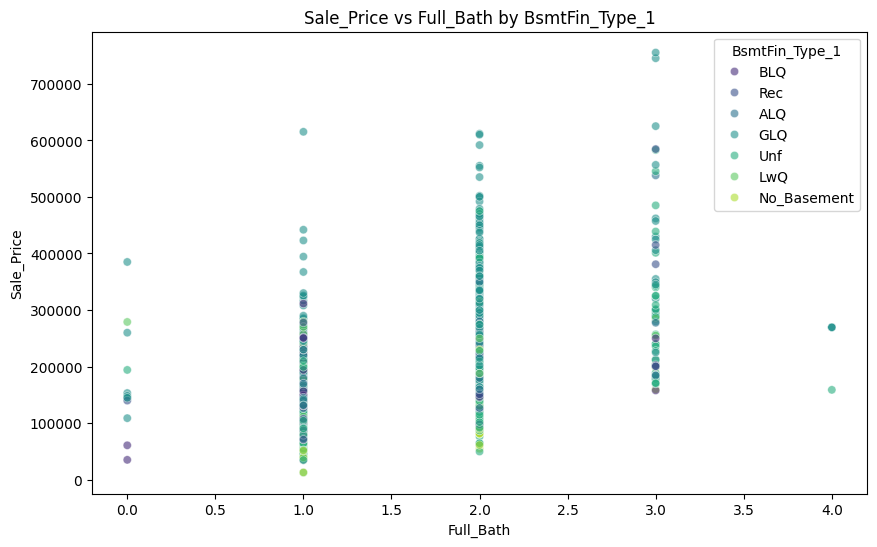 Sale_Price vs Full_Bath by BsmtFin_Type_1
BsmtFin_Type_1
BLQ
Rec
ALQ
GLQ
Unf
LwQ
No_Basement
Sale_Price
700000
600000
500000
400000
300000
200000
100000
0
0.0 0.5 1.0 1.5 2.0 2.5 3.0 3.5 4.0
Full_Bath